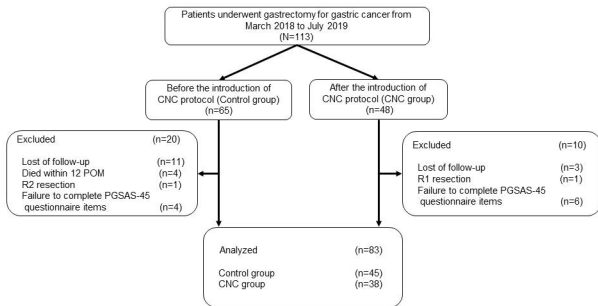 Patients underwent gastrectomy for gastric cancer from
March 2018 to July 2019
(N=113)
Before the introduction of
CNC protocol (Control group)
(n=65)
After the introduction of
CNC protocol (CNC group)
(n=48)
Excluded (n=20)
Lost of follow-up (n=11)
Died within 12 POM (n=4)
R2 resection (n=1)
Failure to complete PGSAS-45
questionnaire items (n=4)
Excluded (n=10)
Lost of follow-up (n=3)
R1 resection (n=1)
Failure to complete PGSAS-45
questionnaire items (n=6)
Analyzed (n=83)
Control group (n=45)
CNC group (n=38)